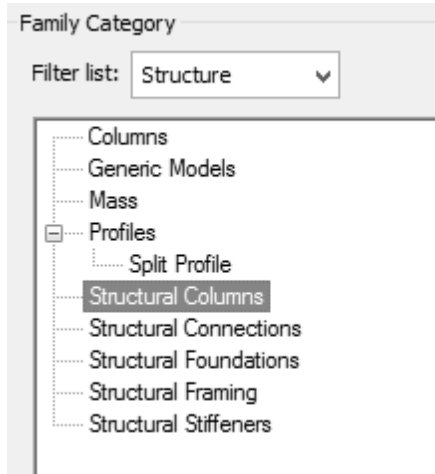 Family Category
Filter list: Structure
Columns
Generic Models
Mass
Profiles
Split Profile
Structural Columns
Structural Connections
Structural Foundations
Structural Framing
Structural Stiffeners